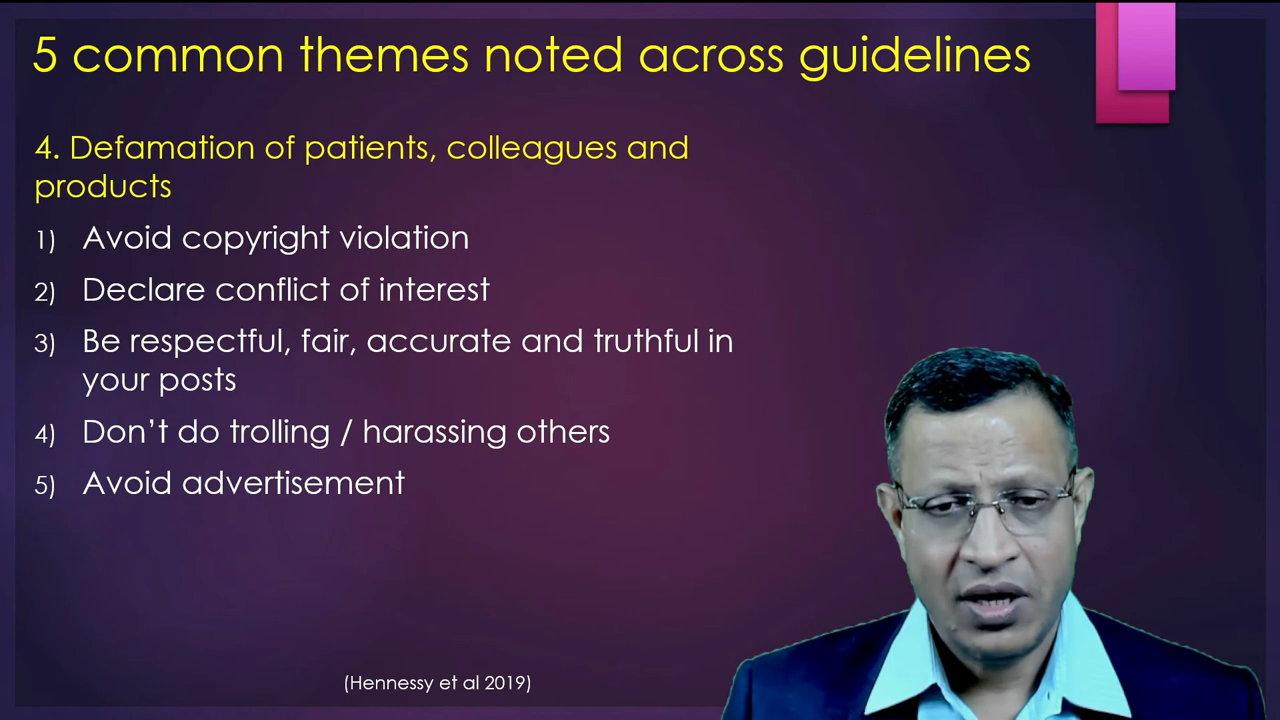 5 common themes noted across guidelines
4. Defamation of patients, colleagues and
products
1) Avoid copyright violation
2) Declare conflict of interest
3) Be respectful, fair, accurate and truthful in
your posts
4) Don’t do trolling / harassing others
5) Avoid advertisement
(Hennessy et al 2019)